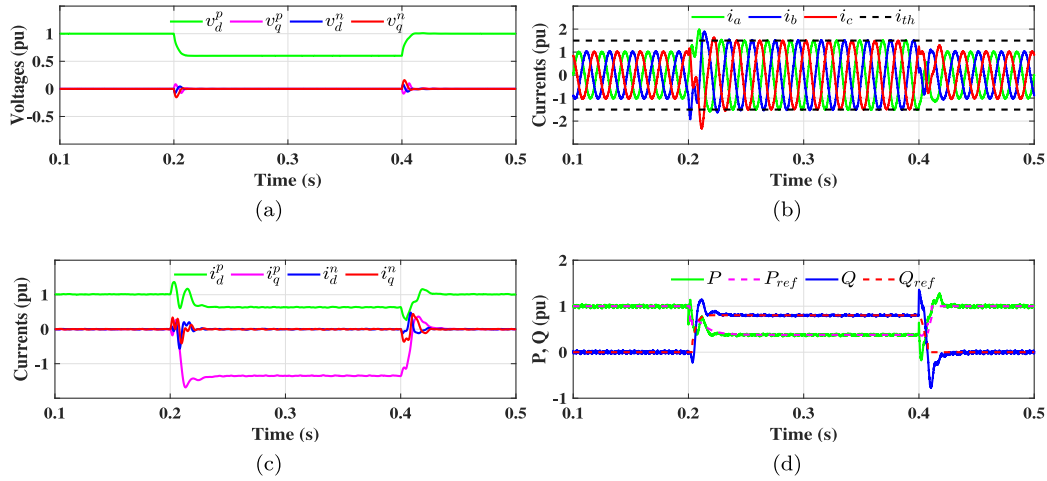 v_d^p v_q^p v_d^n v_q^n
Voltages (pu)
1
0.5
0
-0.5
0.1 0.2 0.3 0.4 0.5
Time (s)
(a)
i_a i_b i_c i_th
Currents (pu)
2
1
0
-1
-2
0.1 0.2 0.3 0.4 0.5
Time (s)
(b)
i_d^p i_q^p i_d^n i_q^n
Currents (pu)
1
0
-1
0.1 0.2 0.3 0.4 0.5
Time (s)
(c)
P P_ref Q Q_ref
P, Q (pu)
2
1
0
-1
0.1 0.2 0.3 0.4 0.5
Time (s)
(d)